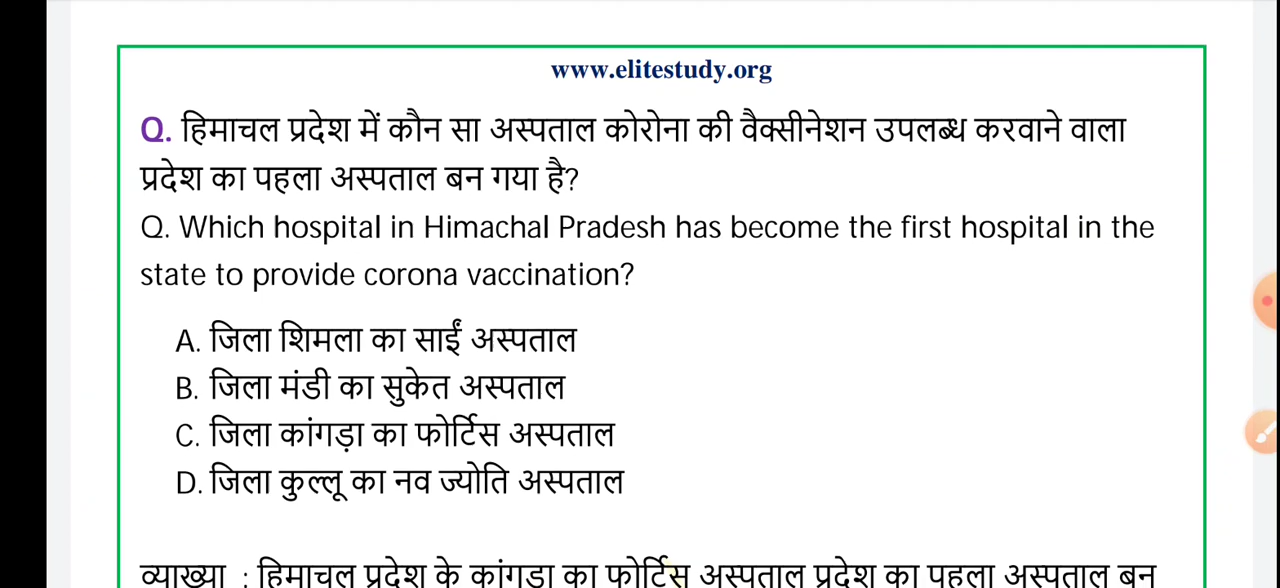 www.elitestudy.org
Q. हिमाचल प्रदेश में कौन सा अस्पताल कोरोना की वैक्सीनेशन उपलब्ध करवाने वाला
प्रदेश का पहला अस्पताल बन गया है?
Q. Which hospital in Himachal Pradesh has become the first hospital in the
state to provide corona vaccination?
A. जिला शिमला का साईं अस्पताल
B. जिला मंडी का सुकेत अस्पताल
C. जिला कांगड़ा का फोर्टिस अस्पताल
D. जिला कुल्लू का नव ज्योति अस्पताल
व्याख्या : हिमाचल प्रदेश के कांगडा का फोर्टिस अस्पताल प्रदेश का पहला अस्पताल बन